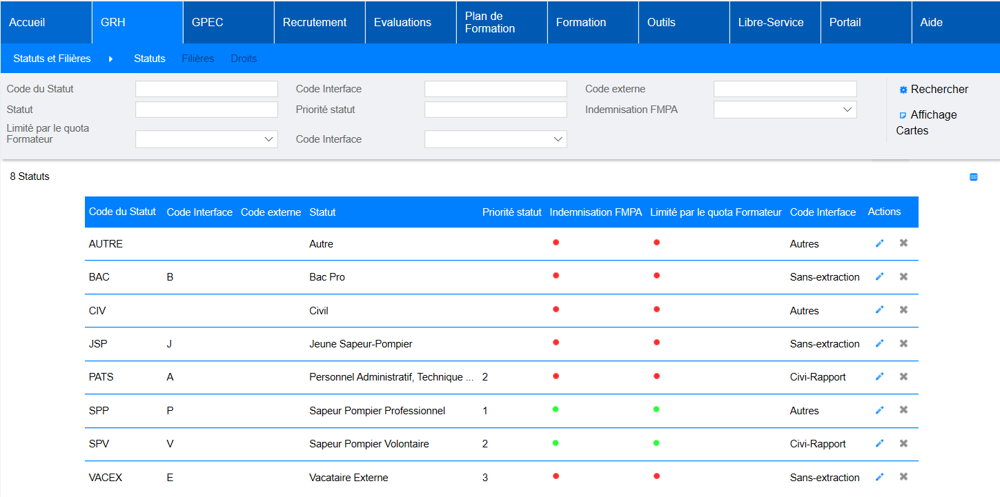 Accueil GRH GPEC Recrutement Evaluations Plan de Formation Formation Outils Libre-Service Portail Aide
Statuts et Filières Statuts Filières Droits
Code du Statut Code Interface Code externe Rechercher
Statut Priorité statut Indemnisation FMPA Affichage Cartes
Limité par le quota Formateur Code Interface
8 Statuts
Code du Statut Code Interface Code externe Statut Priorité statut Indemnisation FMPA Limité par le quota Formateur Code Interface Actions
AUTRE Autre Autres
BAC B Bac Pro Sans-extraction
CIV Civil Autres
JSP J Jeune Sapeur-Pompier Sans-extraction
PATS A Personnel Administratif, Technique ... 2 Civi-Rapport
SPP P Sapeur Pompier Professionnel 1 Autres
SPV V Sapeur Pompier Volontaire 2 Civi-Rapport
VACEX E Vacataire Externe 3 Sans-extraction